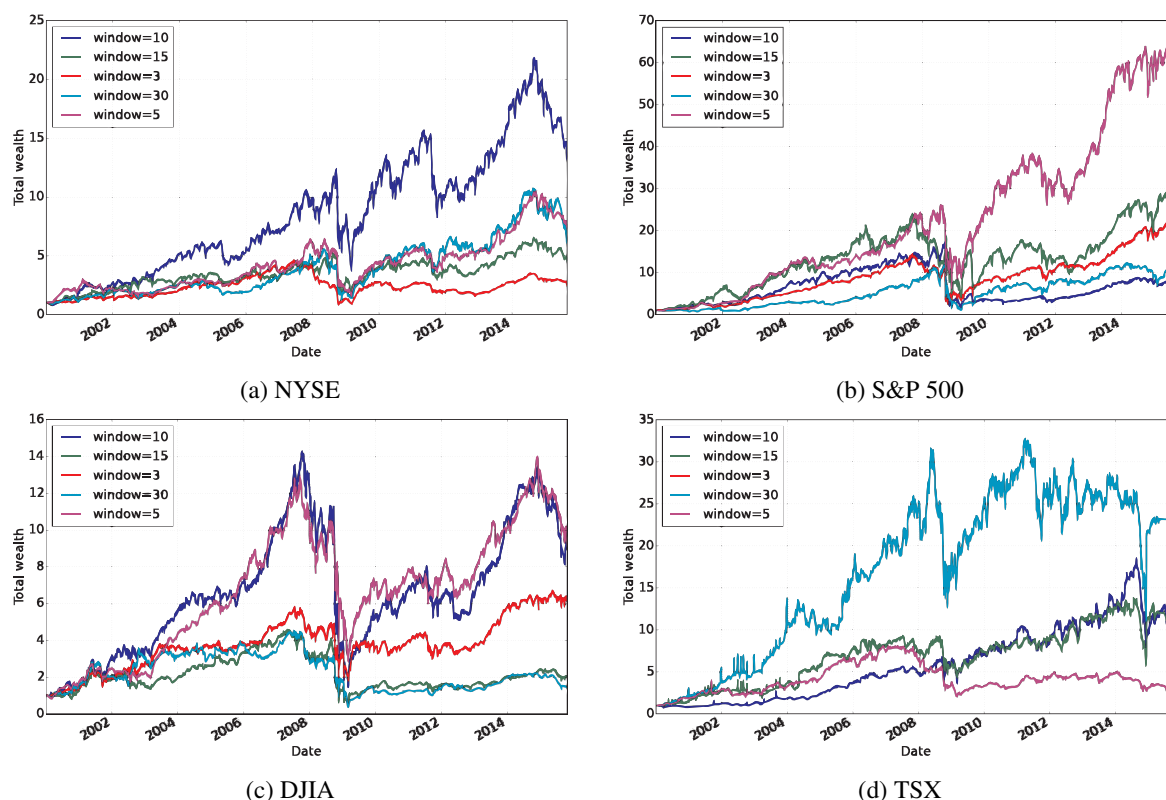 25
20
15
10
5
0
Total wealth
window=10
window=15
window=3
window=30
window=5
2002
2004
2006
2008
2010
2012
2014
Date
(a) NYSE
70
60
50
40
30
20
10
0
Total wealth
window=10
window=15
window=3
window=30
window=5
2002
2004
2006
2008
2010
2012
2014
Date
(b) S&P 500
16
14
12
10
8
6
4
2
0
Total wealth
window=10
window=15
window=3
window=30
window=5
2002
2004
2006
2008
2010
2012
2014
Date
(c) DJIA
35
30
25
20
15
10
5
0
Total wealth
window=10
window=15
window=3
window=30
window=5
2002
2004
2006
2008
2010
2012
2014
Date
(d) TSX